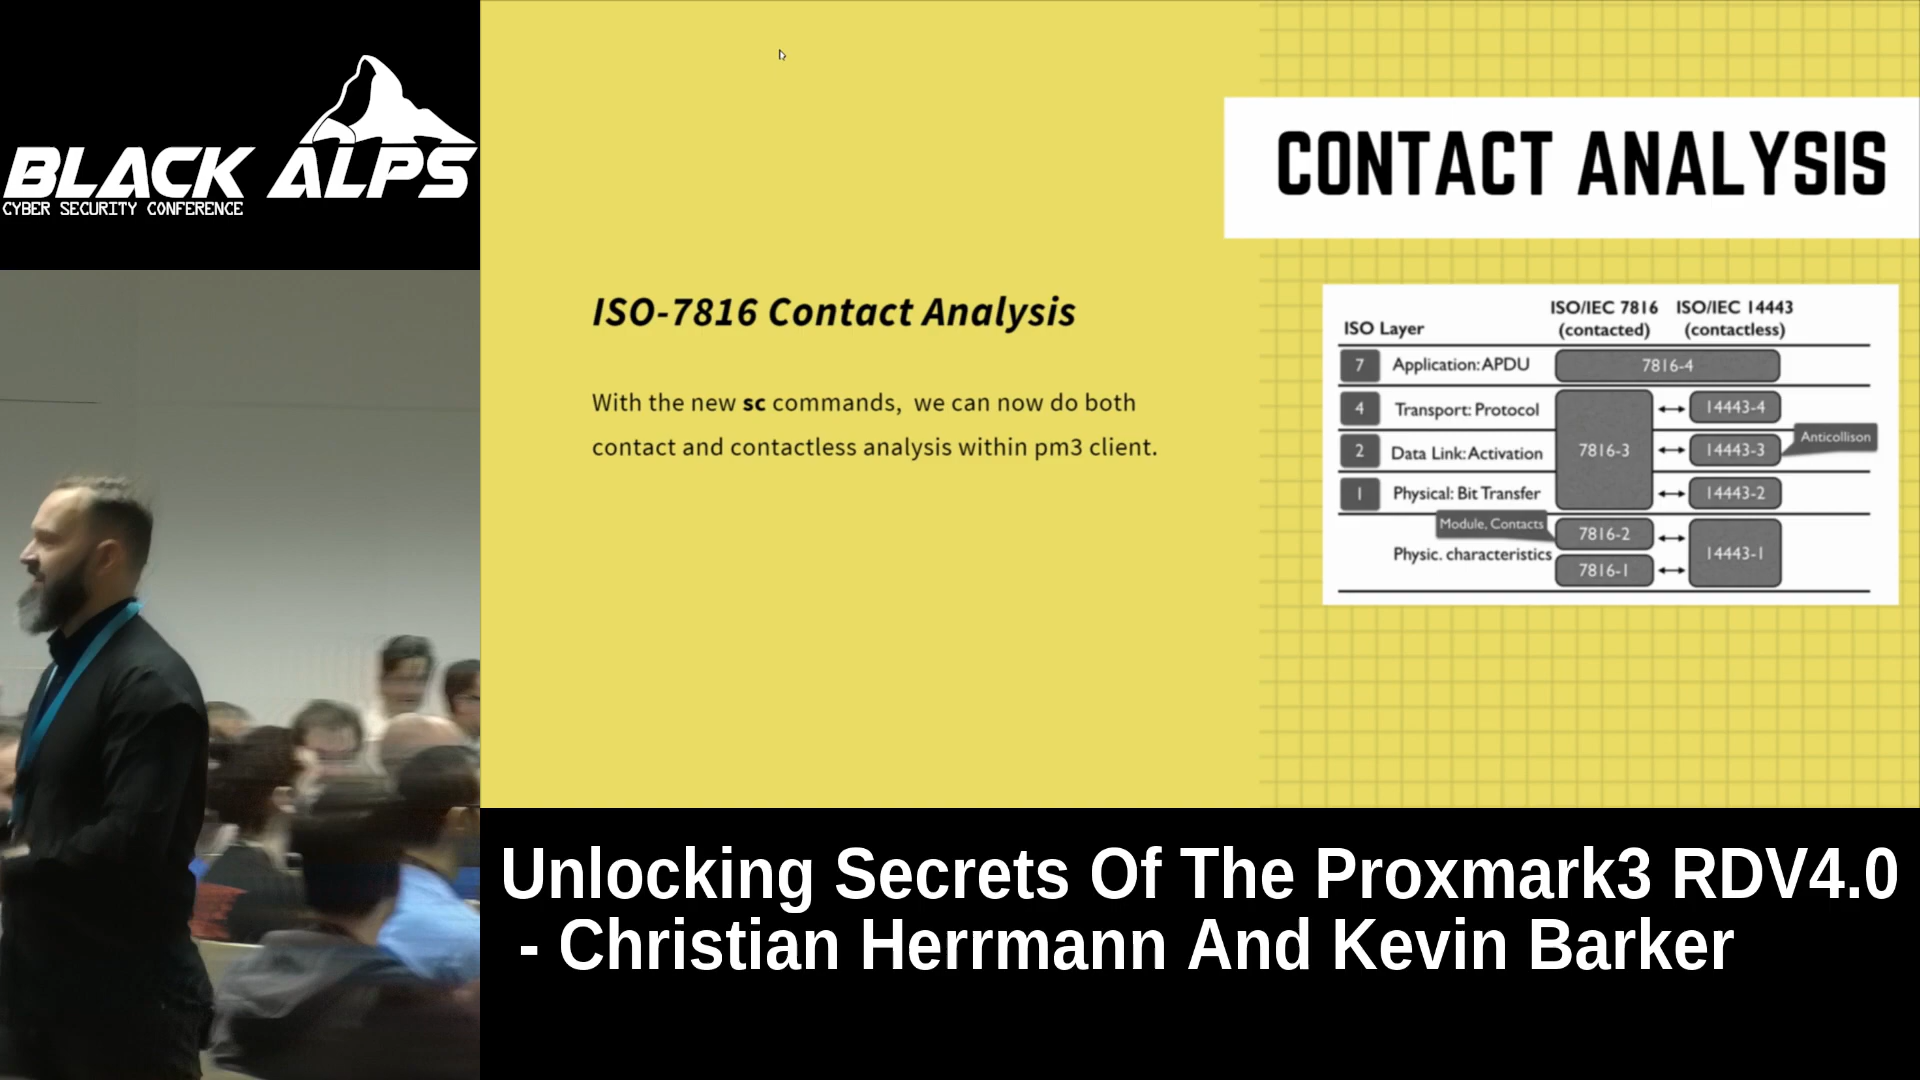 BLACK ALPS
CYBER SECURITY CONFERENCE
CONTACT ANALYSIS
ISO-7816 Contact Analysis
With the new sc commands, we can now do both
contact and contactless analysis within pm3 client.
ISO/IEC 7816 ISO/IEC 14443
ISO Layer (contacted) (contactless)
7 Application: APDU 7816-4
4 Transport: Protocol 14443-4
Anticollison
2 Data Link: Activation 7816-3 14443-3
1 Physical: Bit Transfer 14443-2
Module, Contacts 7816-2
Physic. characteristics 14443-1
7816-1
Unlocking Secrets Of The Proxmark3 RDV4.0
- Christian Herrmann And Kevin Barker